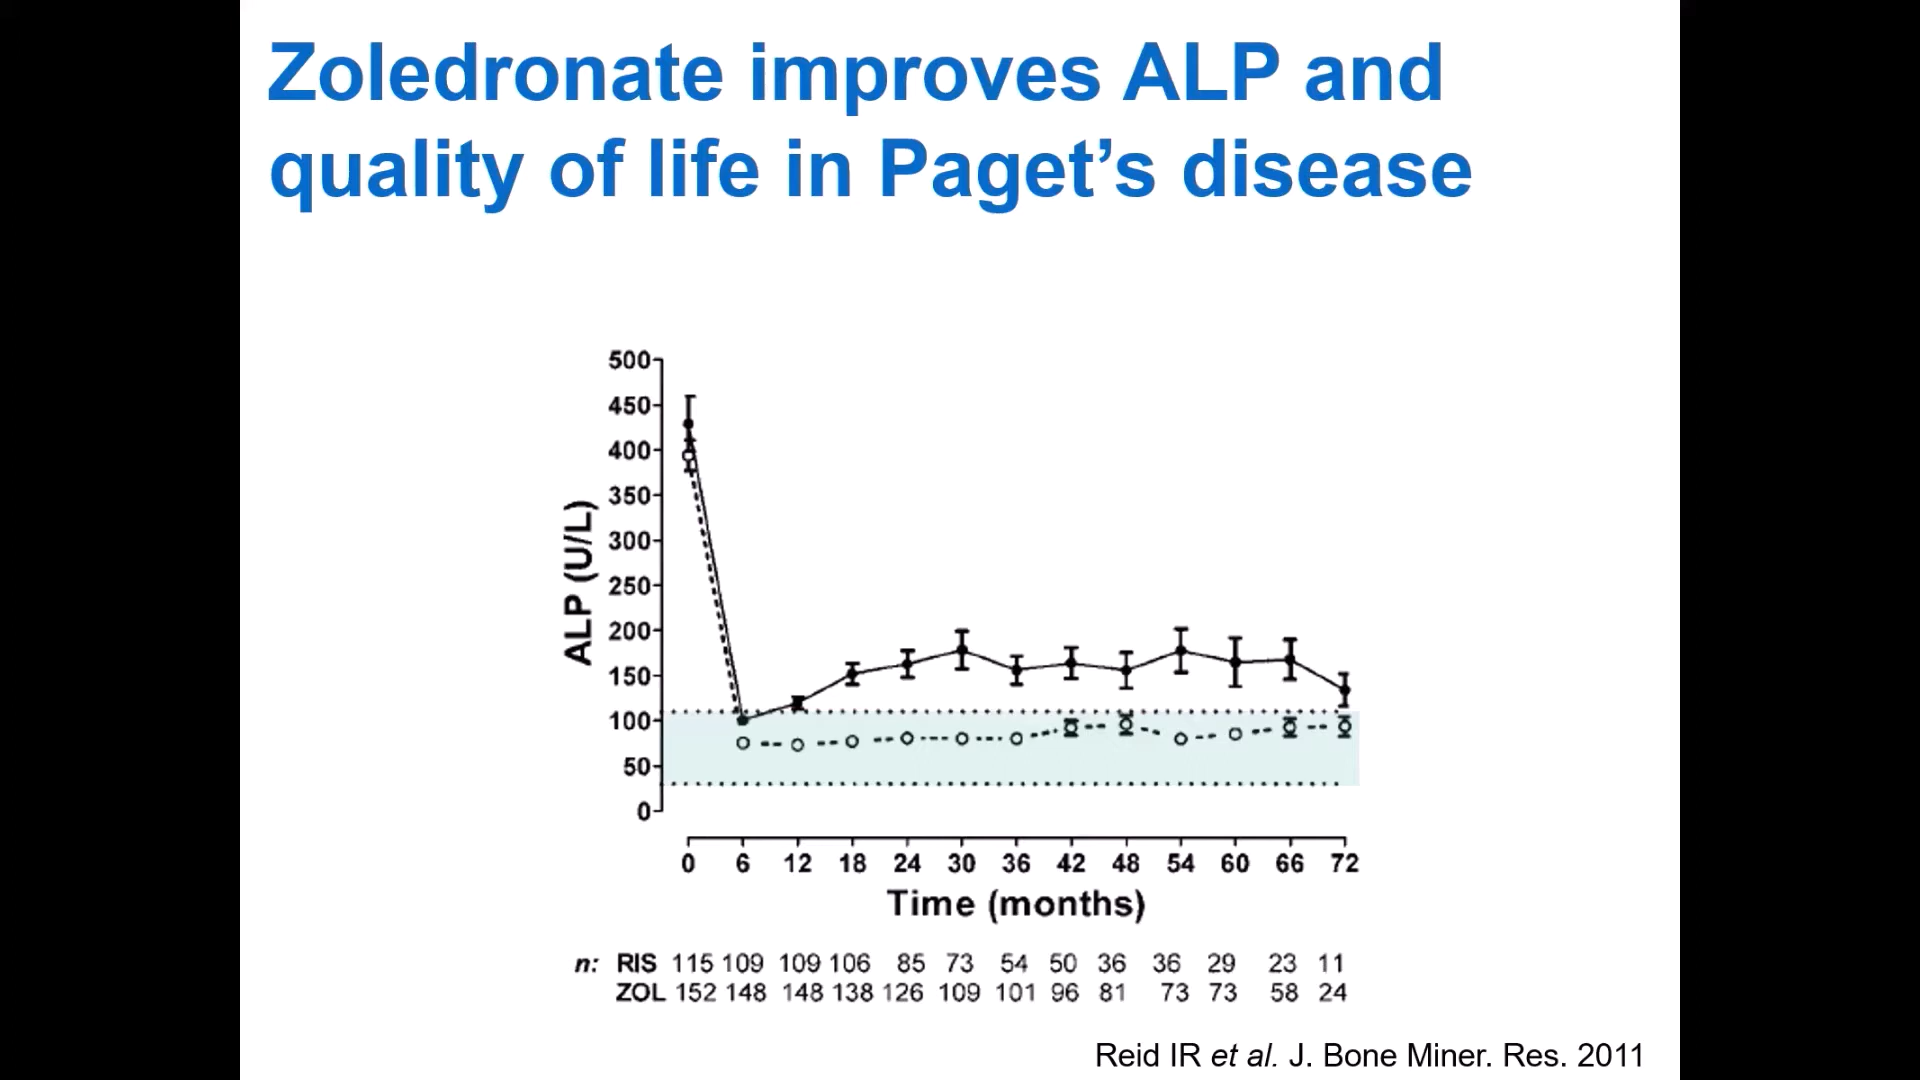 Zoledronate improves ALP and
quality of life in Paget’s disease
500
450
400
350
300
250
200
150
100
50
0
ALP (U/L)
0 6 12 18 24 30 36 42 48 54 60 66 72
Time (months)
n: RIS 115 109 109 106 85 73 54 50 36 36 29 23 11
ZOL 152 148 148 138 126 109 101 96 81 73 73 58 24
Reid IR et al. J. Bone Miner. Res. 2011